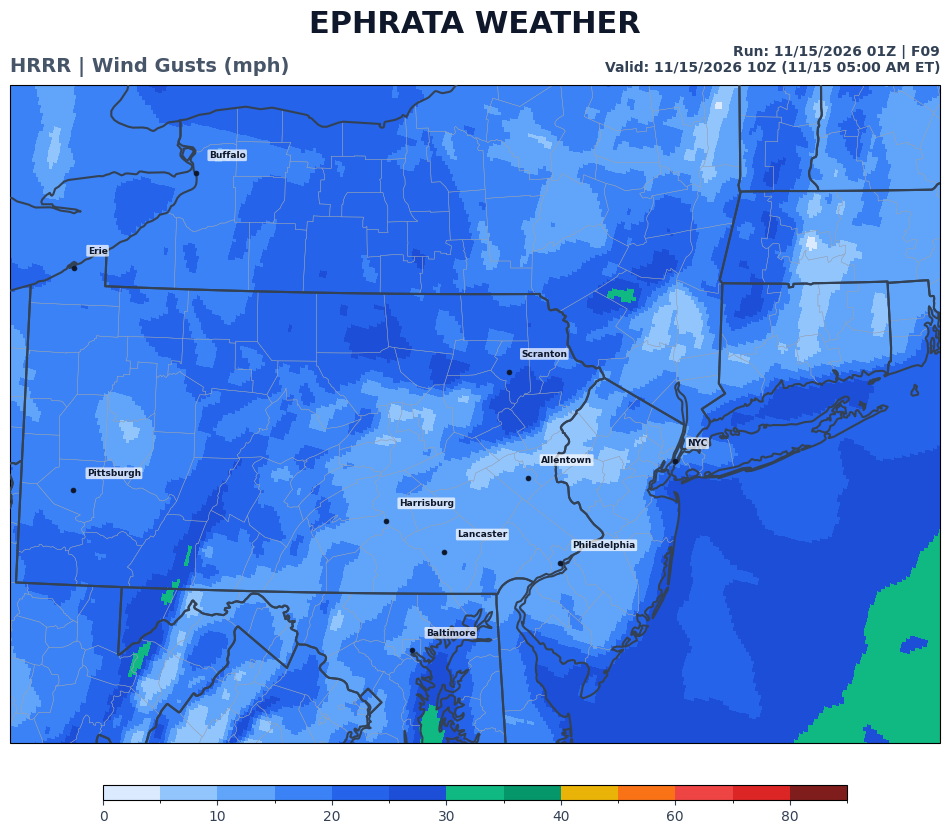 EPHRATA WEATHER
Run: 11/15/2026 01Z | F09
HRRR | Wind Gusts (mph)
Valid: 11/15/2026 10Z (11/15 05:00 AM ET)
Buffalo
Erie
Scranton
NYC
Allentown
Pittsburgh
Harrisburg
Lancaster
Philadelphia
Baltimore
0 10 20 30 40 60 80